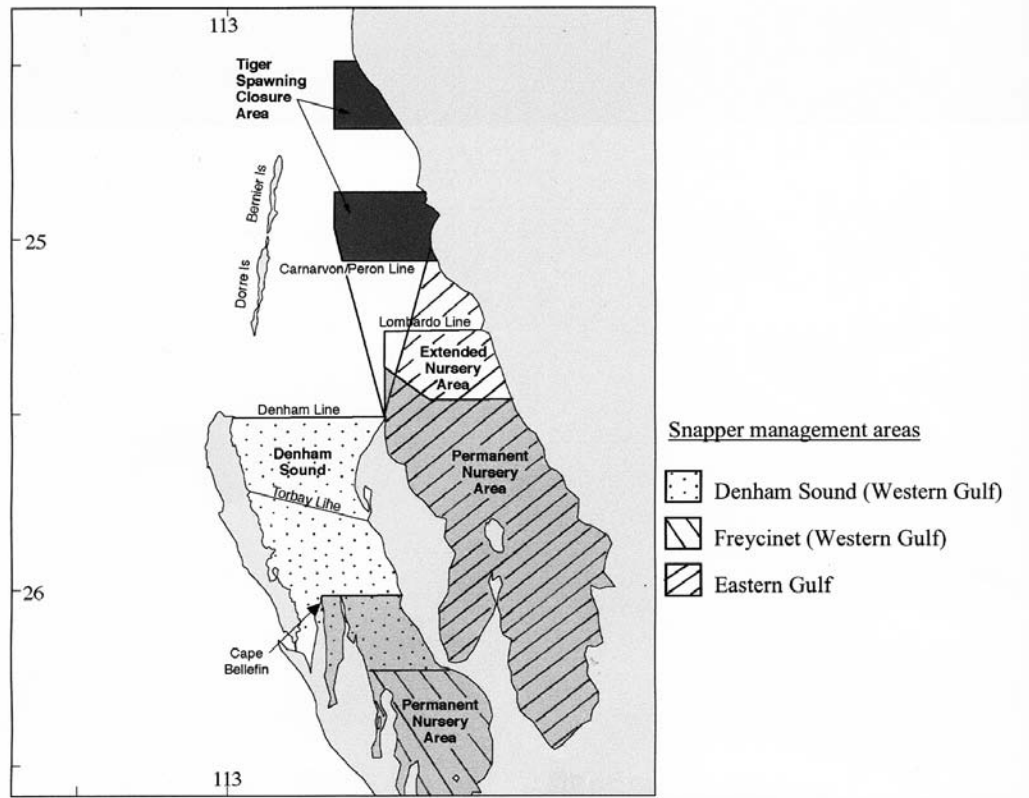 113
Tiger
Spawning
Closure
Area
Bernier Is
25
Dorre Is
Carnarvon/Peron Line
Lombardo Line
Extended
Nursery
Area
Denham Line
Denham
Sound
Permanent
Nursery
Area
Torbay Line
26
Cape
Bellefin
Permanent
Nursery
Area
113
Snapper management areas
Denham Sound (Western Gulf)
Freycinet (Western Gulf)
Eastern Gulf